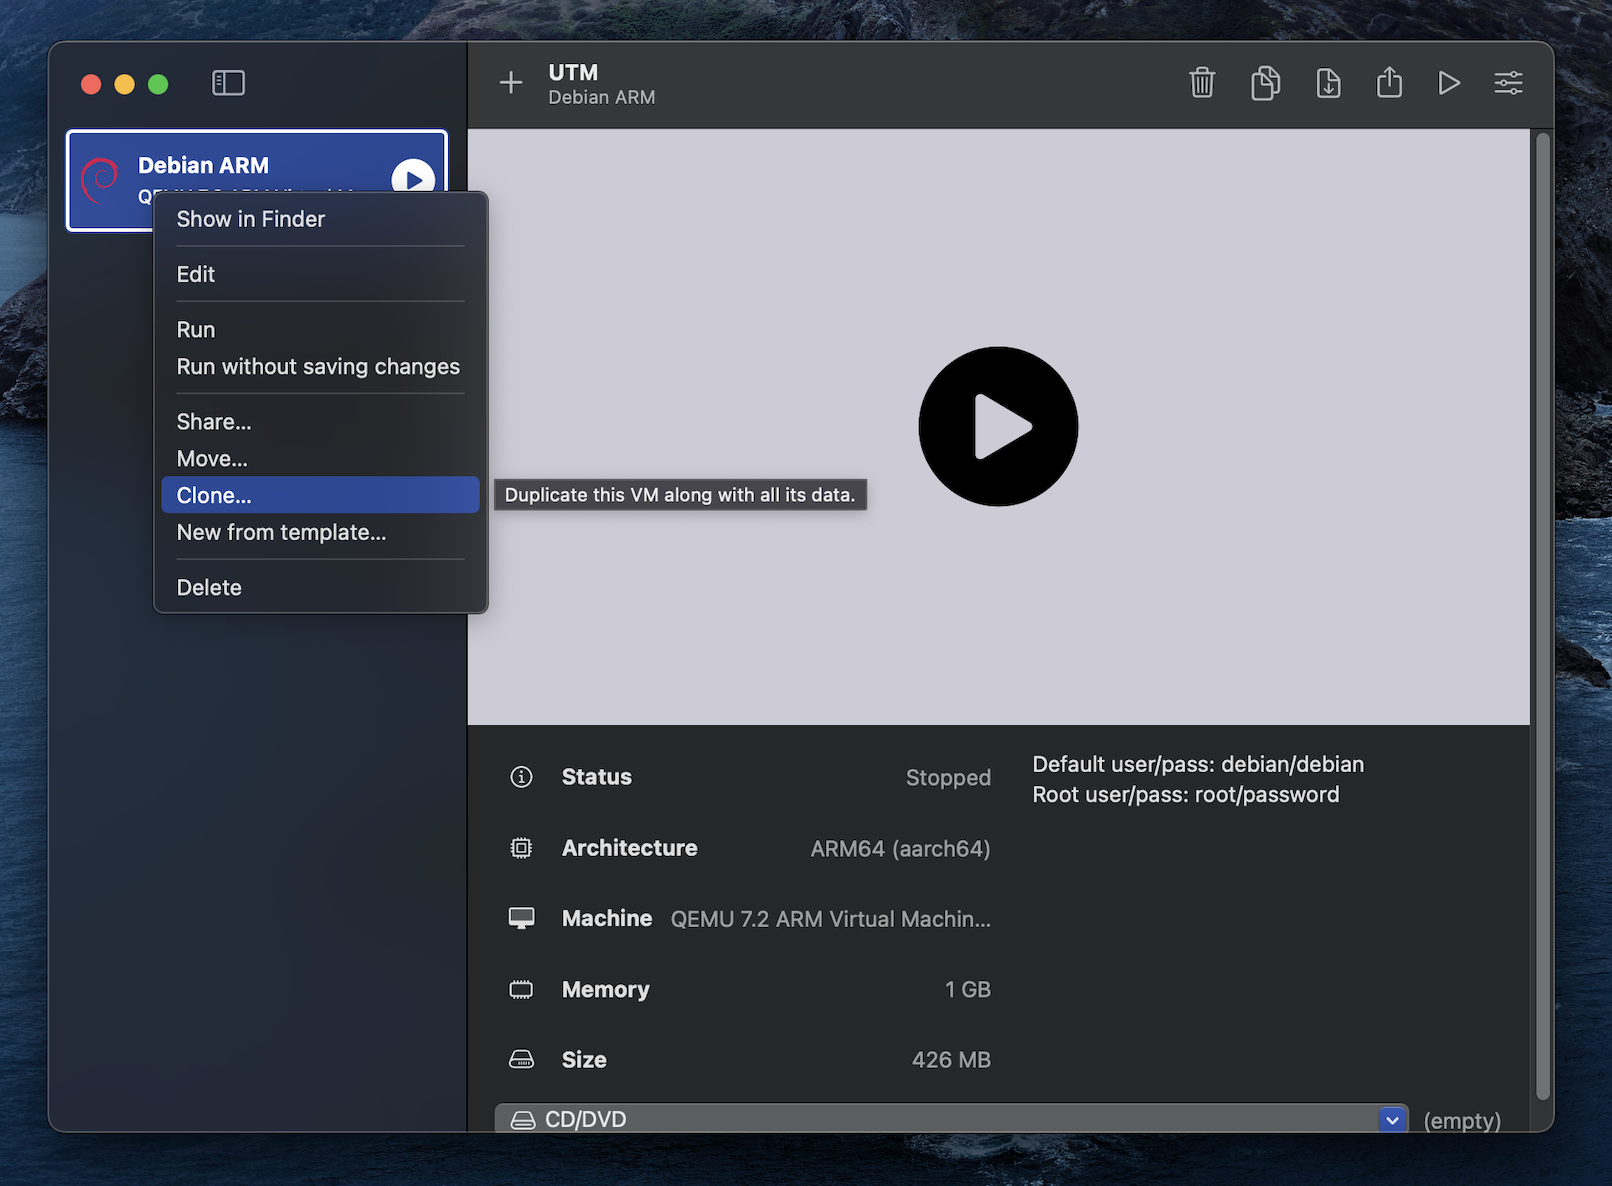 UTM
Debian ARM
Debian ARM
Show in Finder
Edit
Run
Run without saving changes
Share...
Move...
Clone...
Duplicate this VM along with all its data.
New from template...
Delete
Status
Stopped
Default user/pass: debian/debian
Root user/pass: root/password
Architecture
ARM64 (aarch64)
Machine
QEMU 7.2 ARM Virtual Machin...
Memory
1 GB
Size
426 MB
CD/DVD
(empty)